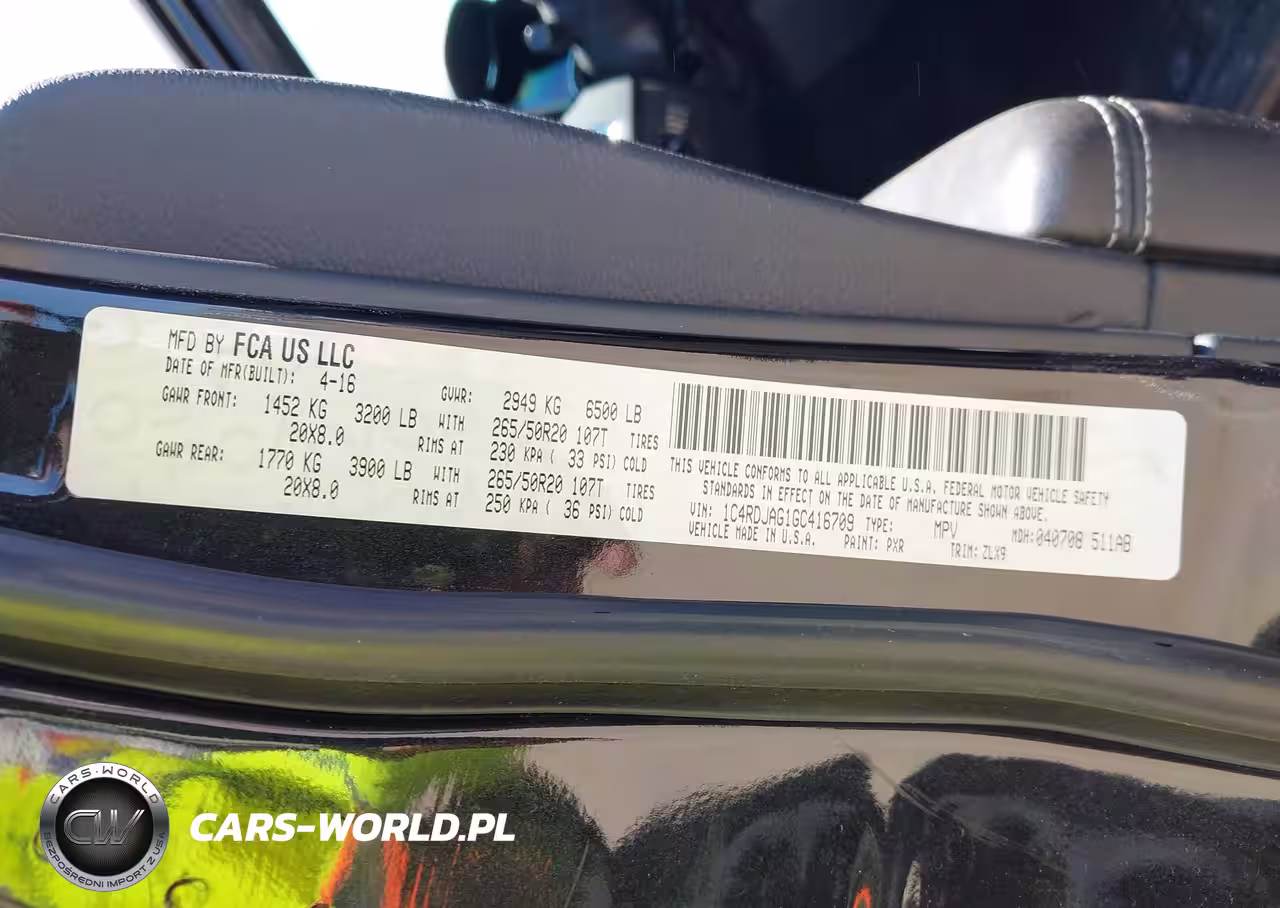 MFD BY FCA US LLC
DATE OF MFR(BUILT): 4-16
GVWR: 2949 KG 6500 LB
GAWR FRONT: 1452 KG 3200 LB WITH 265/50R20 107T TIRES
20X8.0 RIMS AT 230 KPA ( 33 PSI) COLD
GAWR REAR: 1770 KG 3900 LB WITH 265/50R20 107T TIRES
20X8.0 RIMS AT 250 KPA ( 36 PSI) COLD
THIS VEHICLE CONFORMS TO ALL APPLICABLE U.S.A. FEDERAL MOTOR VEHICLE SAFETY
STANDARDS IN EFFECT ON THE DATE OF MANUFACTURE SHOWN ABOVE.
VIN: 1C4RDJAG1GC416709 TYPE: MPV MDH: 040708 511AB
VEHICLE MADE IN U.S.A. PAINT: PXR TRIM: ZLX9
CARS-WORLD
CW
BEZPOŚREDNI IMPORT Z USA
CARS-WORLD.PL